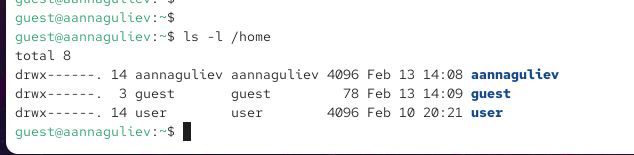 guest@aannaguliev:~$
guest@aannaguliev:~$ ls -l /home
total 8
drwx------. 14 aannaguliev aannaguliev 4096 Feb 13 14:08 aannaguliev
drwx------.  3 guest       guest         78 Feb 13 14:09 guest
drwx------. 14 user        user        4096 Feb 10 20:21 user
guest@aannaguliev:~$